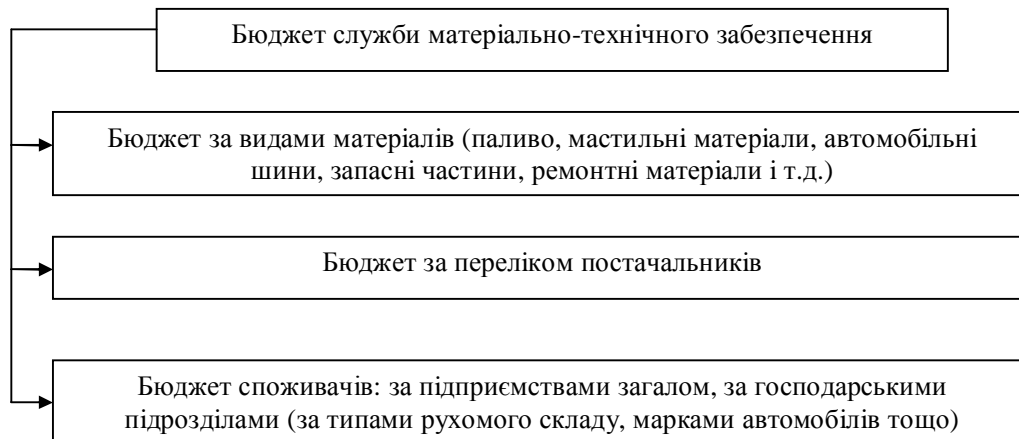 Бюджет служби матеріально-технічного забезпечення
Бюджет за видами матеріалів (паливо, мастильні матеріали, автомобільні
шини, запасні частини, ремонтні матеріали і т.д.)
Бюджет за переліком постачальників
Бюджет споживачів: за підприємствами загалом, за господарськими
підрозділами (за типами рухомого складу, марками автомобілів тощо)